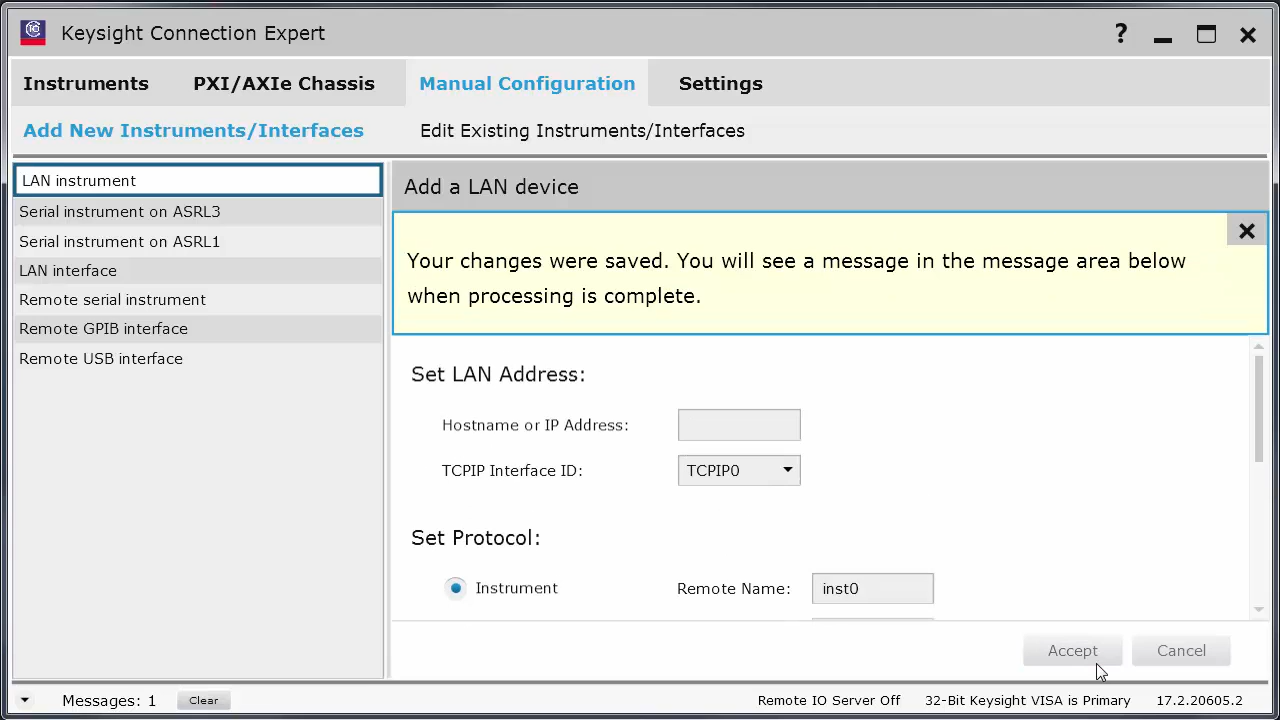 Keysight Connection Expert
?
Instruments PXI/AXIe Chassis Manual Configuration Settings
Add New Instruments/Interfaces Edit Existing Instruments/Interfaces
LAN instrument
Serial instrument on ASRL3
Serial instrument on ASRL1
LAN interface
Remote serial instrument
Remote GPIB interface
Remote USB interface
Add a LAN device
Your changes were saved. You will see a message in the message area below
when processing is complete.
Set LAN Address:
Hostname or IP Address:
TCPIP Interface ID: TCPIP0
Set Protocol:
Instrument Remote Name: inst0
Accept Cancel
Messages: 1 Clear Remote IO Server Off 32-Bit Keysight VISA is Primary 17.2.20605.2